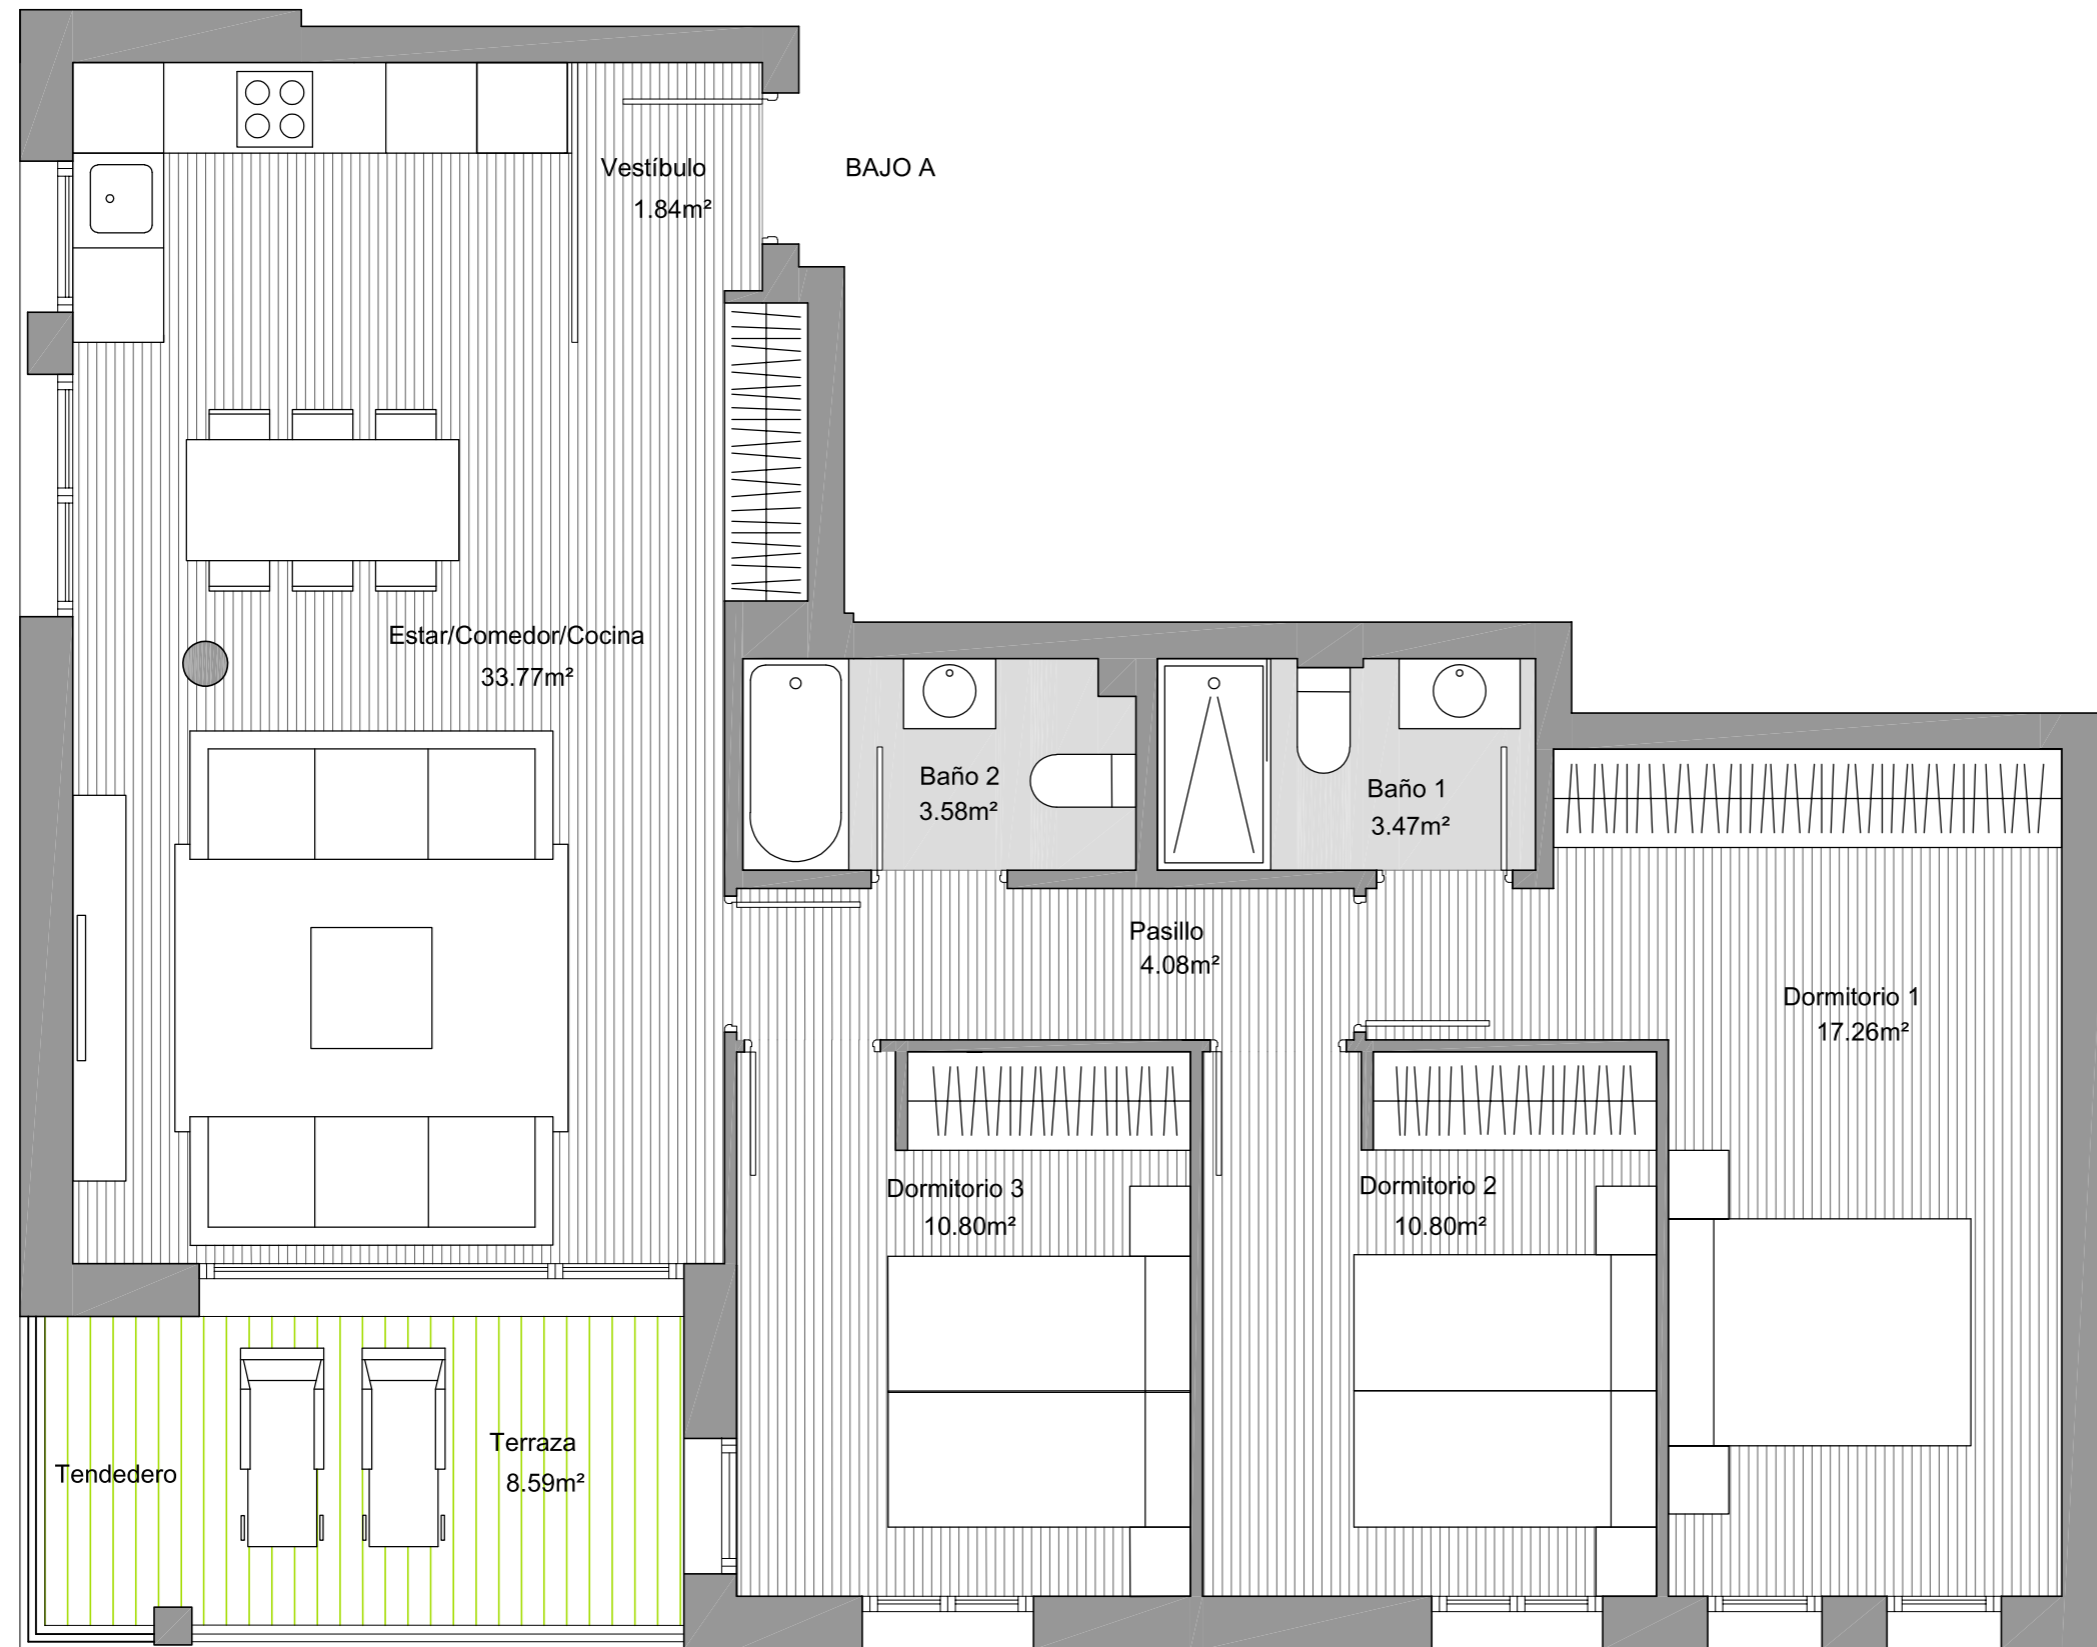 Vestíbulo
1.84m²
BAJO A
Estar/Comedor/Cocina
33.77m²
Baño 2
3.58m²
Baño 1
3.47m²
Pasillo
4.08m²
Dormitorio 1
17.26m²
Dormitorio 3
10.80m²
Dormitorio 2
10.80m²
Terraza
8.59m²
Tendedero